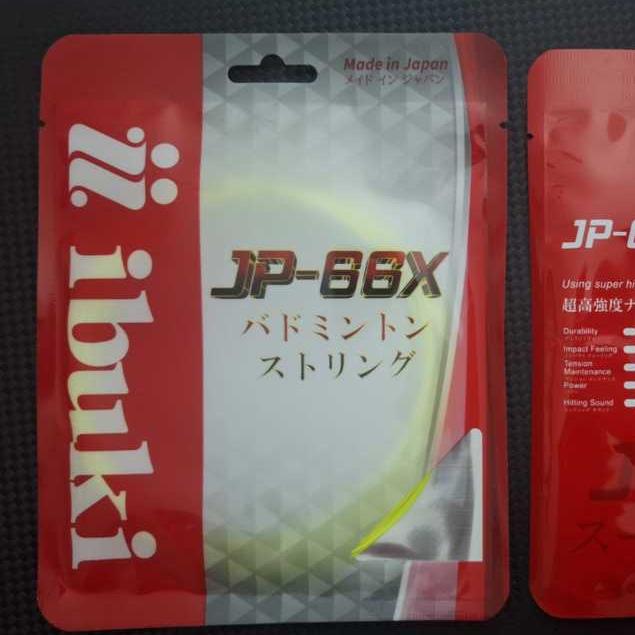 Made in Japan
メイド イン ジャパン
ibuki
JP-66X
バドミントン
ストリング
JP-
Using super hi
超高強度ナ
Durability
Impact Feeling
Tension
Maintenance
Power
Hitting Sound